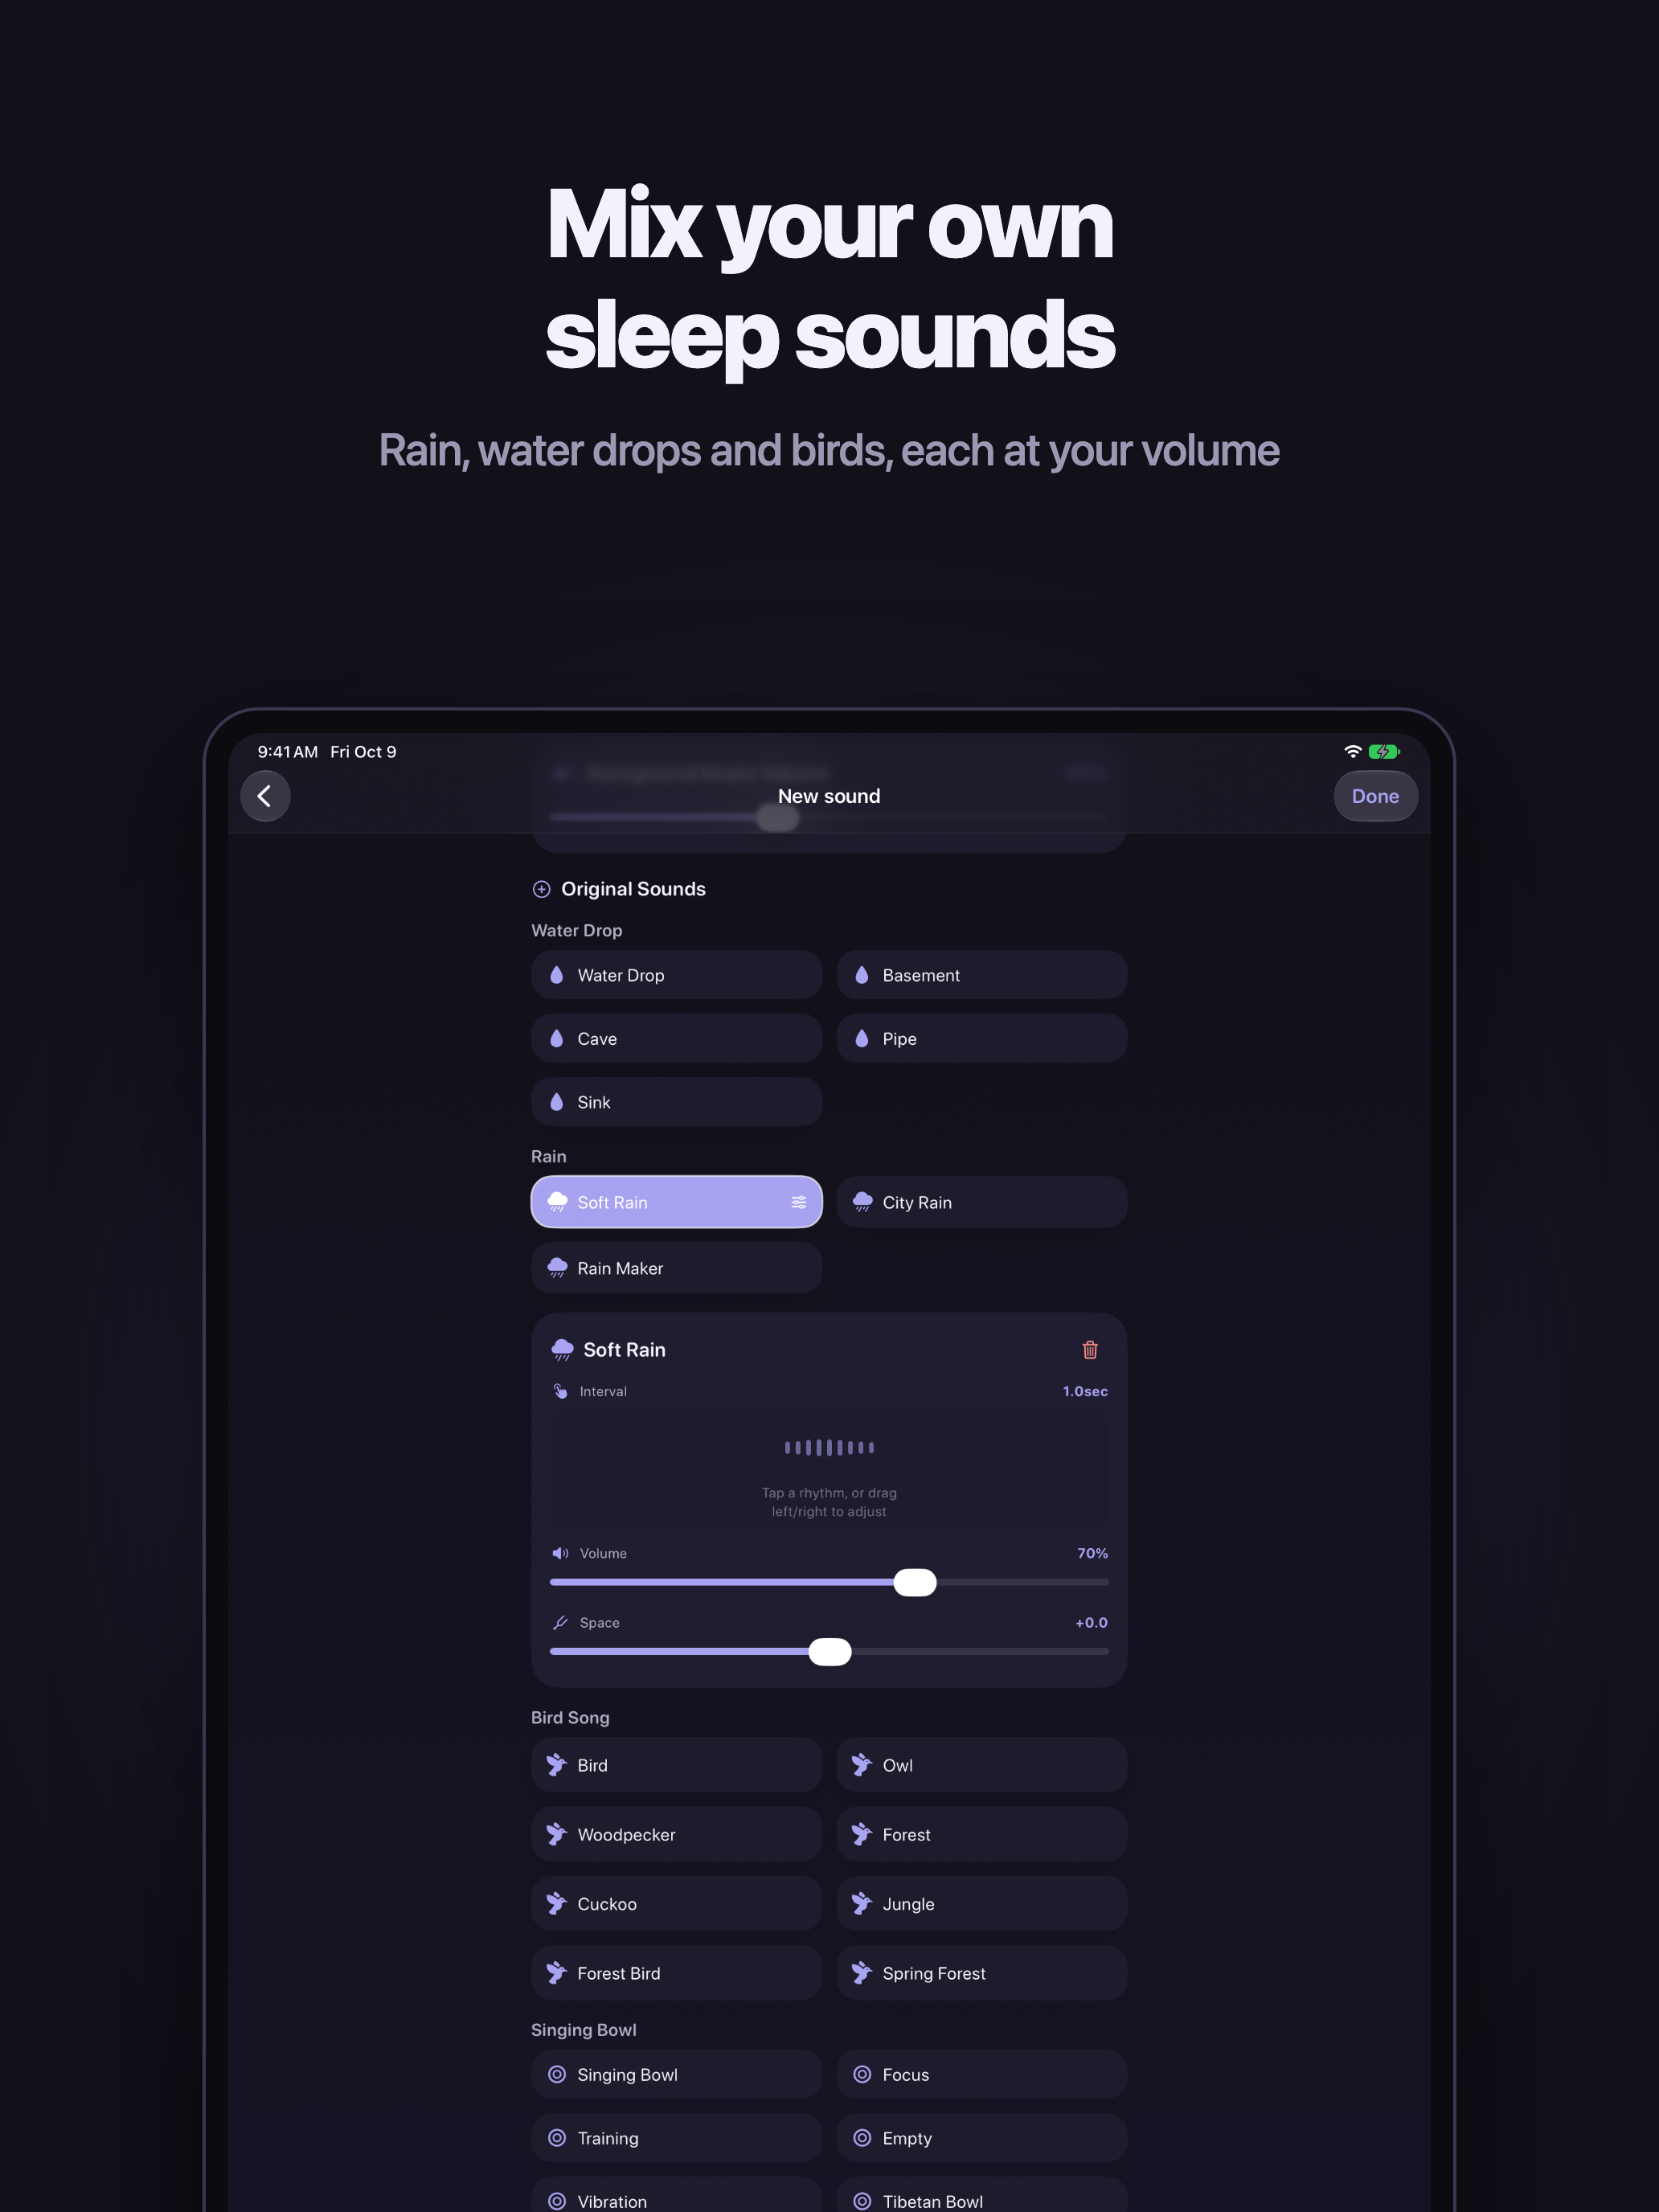 Mix your own
sleep sounds
Rain, water drops and birds, each at your volume
9:41 AM Fri Oct 9
New sound
Done
Original Sounds
Water Drop
Water Drop
Basement
Cave
Pipe
Sink
Rain
Soft Rain
City Rain
Rain Maker
Soft Rain
Interval
1.0sec
Tap a rhythm, or drag
left/right to adjust
Volume
70%
Space
+0.0
Bird Song
Bird
Owl
Woodpecker
Forest
Cuckoo
Jungle
Forest Bird
Spring Forest
Singing Bowl
Singing Bowl
Focus
Training
Empty
Vibration
Tibetan Bowl